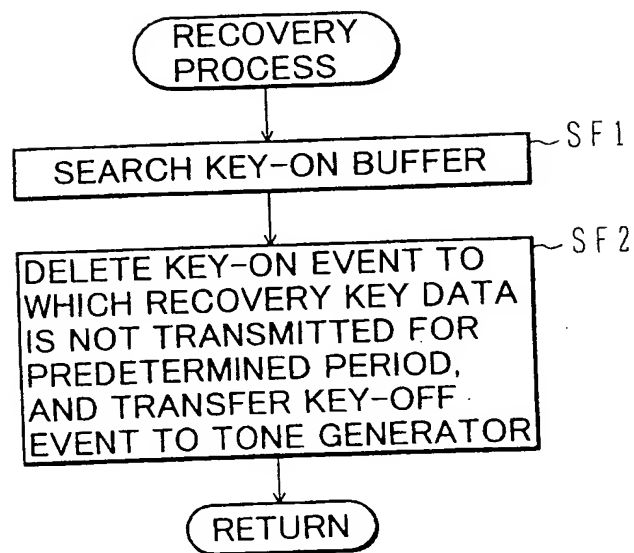 RECOVERY
PROCESS
SEARCH KEY-ON BUFFER
SF1
DELETE KEY-ON EVENT TO
WHICH RECOVERY KEY DATA
IS NOT TRANSMITTED FOR
PREDETERMINED PERIOD,
AND TRANSFER KEY-OFF
EVENT TO TONE GENERATOR
SF2
RETURN